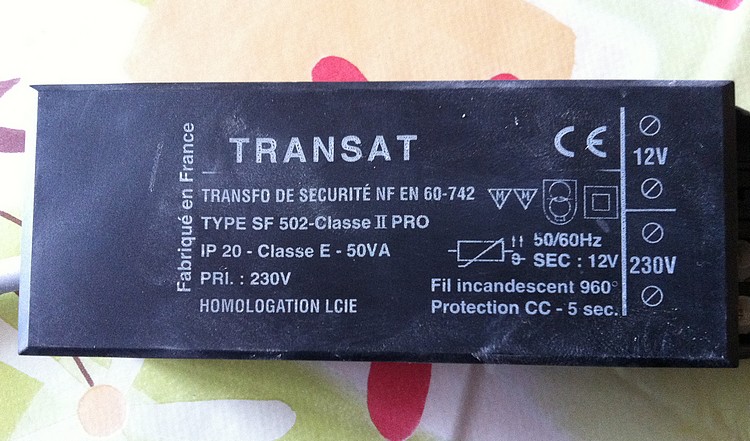 Fabriqué en France
TRANSAT
CE
TRANSFO DE SECURITÉ NF EN 60-742
M M
TYPE SF 502-Classe II PRO
IP 20 - Classe E - 50VA
50/60Hz
PRI. : 230V
SEC : 12V
HOMOLOGATION LCIE
Fil incandescent 960°
Protection CC - 5 sec.
12V
230V